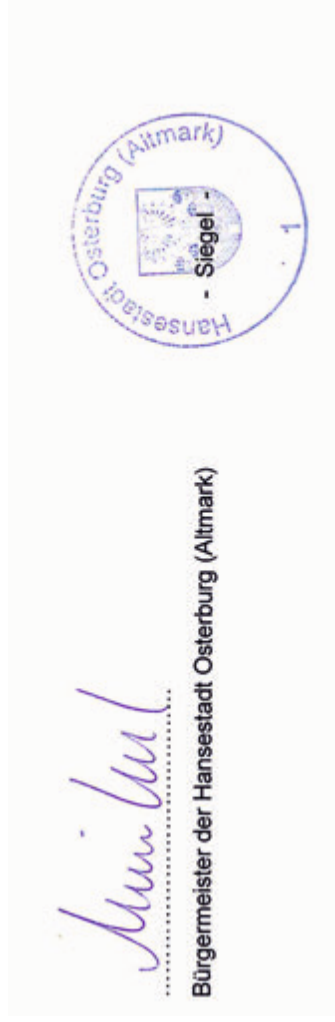 Bürgermeister der Hansestadt Osterburg (Altmark)
Hansestadt Osterburg (Altmark)
- Siegel -
1